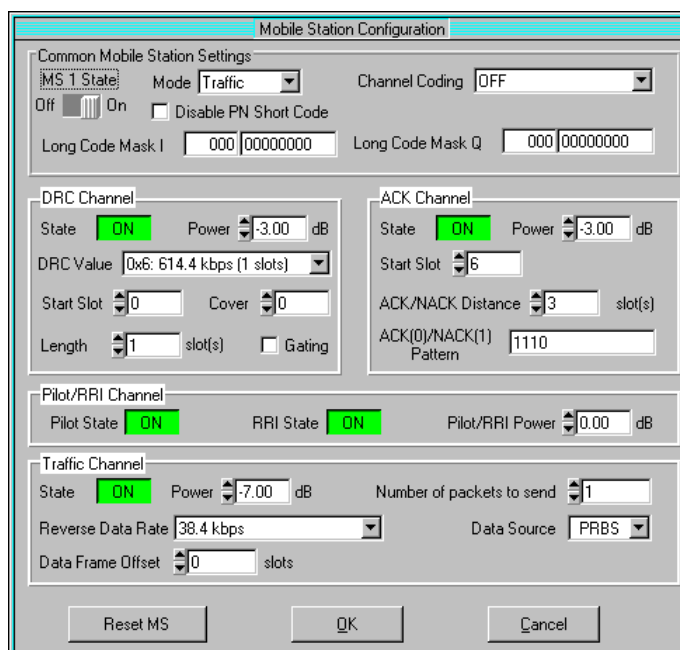 Mobile Station Configuration
Common Mobile Station Settings
MS 1 State Mode Traffic Channel Coding OFF
Off On Disable PN Short Code
Long Code Mask I 000 00000000 Long Code Mask Q 000 00000000
DRC Channel
State ON Power -3.00 dB
DRC Value 0x6: 614.4 kbps (1 slots)
Start Slot 0 Cover 0
Length 1 slot(s) Gating
ACK Channel
State ON Power -3.00 dB
Start Slot 6
ACK/NACK Distance 3 slot(s)
ACK(0)/NACK(1) Pattern 1110
Pilot/RRI Channel
Pilot State ON RRI State ON Pilot/RRI Power 0.00 dB
Traffic Channel
State ON Power -7.00 dB Number of packets to send 1
Reverse Data Rate 38.4 kbps Data Source PRBS
Data Frame Offset 0 slots
Reset MS OK Cancel